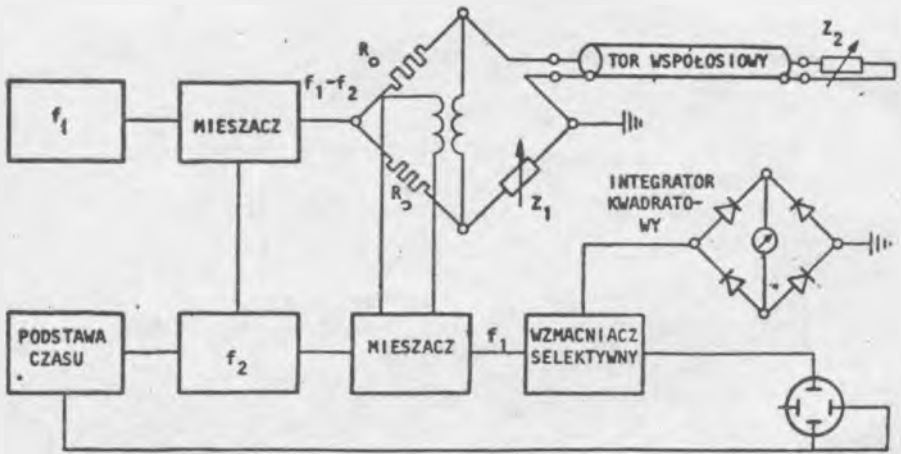 R₀
Z₂
TOR WSPÓŁOSIOWY
f₁-f₂
f₁
MIESZACZ
R₀
Z₁
INTEGRATOR
KWADRATO-
WY
PODSTAWA
CZASU
f₂
MIESZACZ
f₁
WZMACNIACZ
SELEKTYWNY